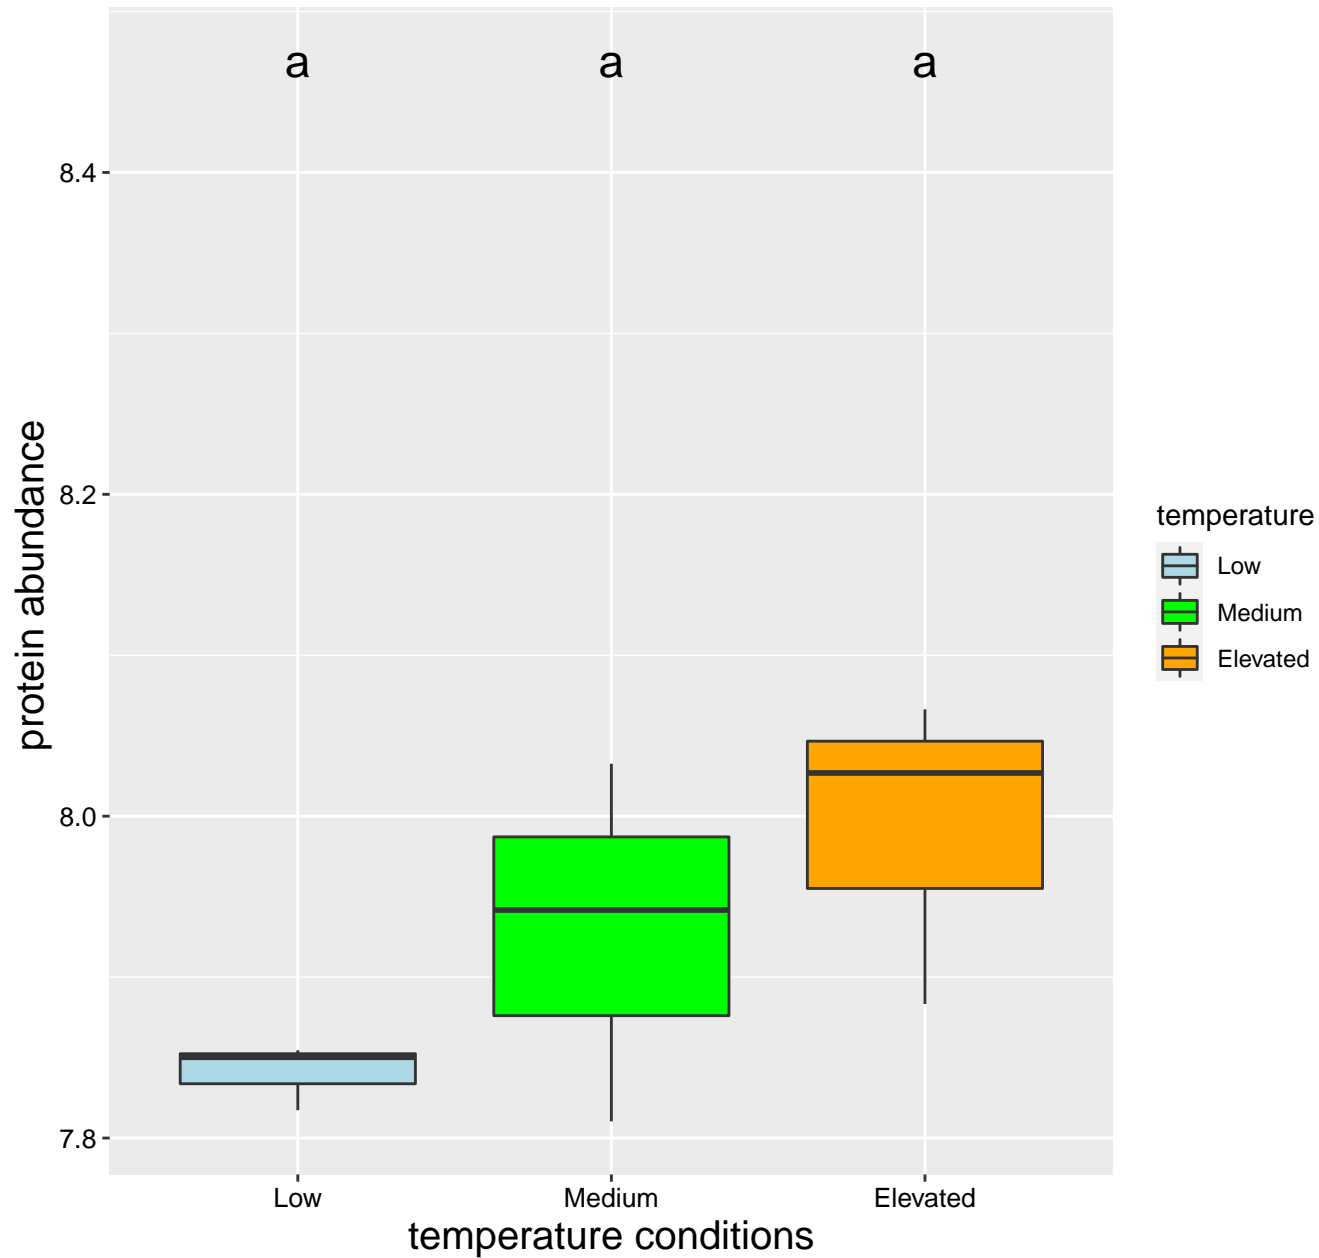 a a a
8.4
8.2
8.0
7.8
protein abundance
Low Medium Elevated
temperature conditions
temperature
Low
Medium
Elevated